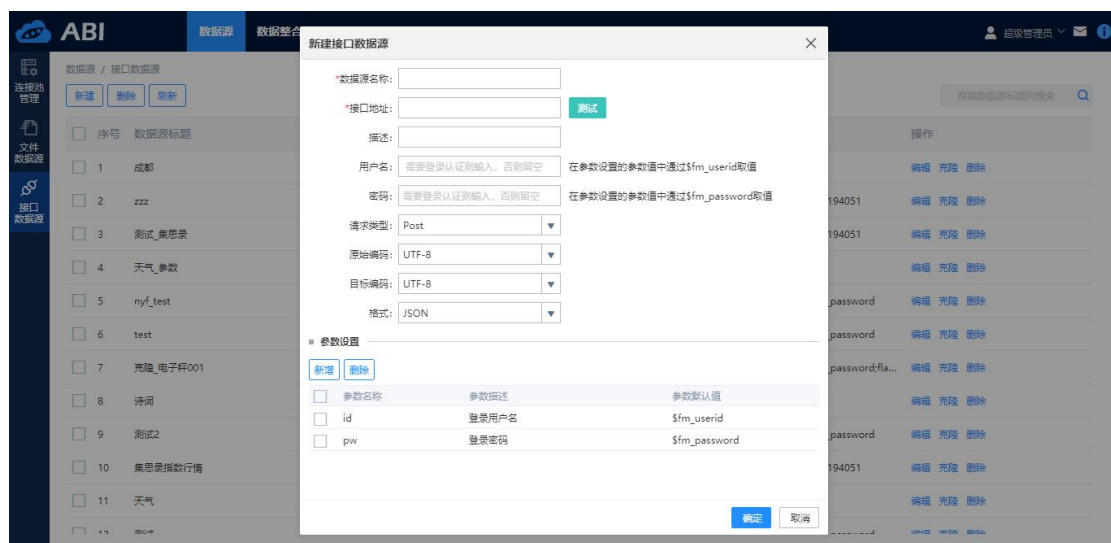 ABI
数据源
数据整合
超级管理员
连接池
管理
文件
数据源
接口
数据源
数据源 / 接口数据源
新建 删除 刷新
根据数据源标题列搜索
序号 数据源标题 操作
1 成都 编辑 克隆 删除
2 zzz 194051 编辑 克隆 删除
3 测试_集思录 194051 编辑 克隆 删除
4 天气_参数 编辑 克隆 删除
5 nyf_test _password 编辑 克隆 删除
6 test _password 编辑 克隆 删除
7 克隆_电子秤001 _password;fla... 编辑 克隆 删除
8 诗词 编辑 克隆 删除
9 测试2 _password 编辑 克隆 删除
10 集思录指数行情 194051 编辑 克隆 删除
11 天气 编辑 克隆 删除
新建接口数据源
*数据源名称:
*接口地址: 测试
描述:
用户名: 需要登录认证则输入，否则留空 在参数设置的参数值中通过$fm_userid取值
密码: 需要登录认证则输入，否则留空 在参数设置的参数值中通过$fm_password取值
请求类型: Post
原始编码: UTF-8
目标编码: UTF-8
格式: JSON
参数设置
新增 删除
参数名称 参数描述 参数默认值
id 登录用户名 $fm_userid
pw 登录密码 $fm_password
确定 取消